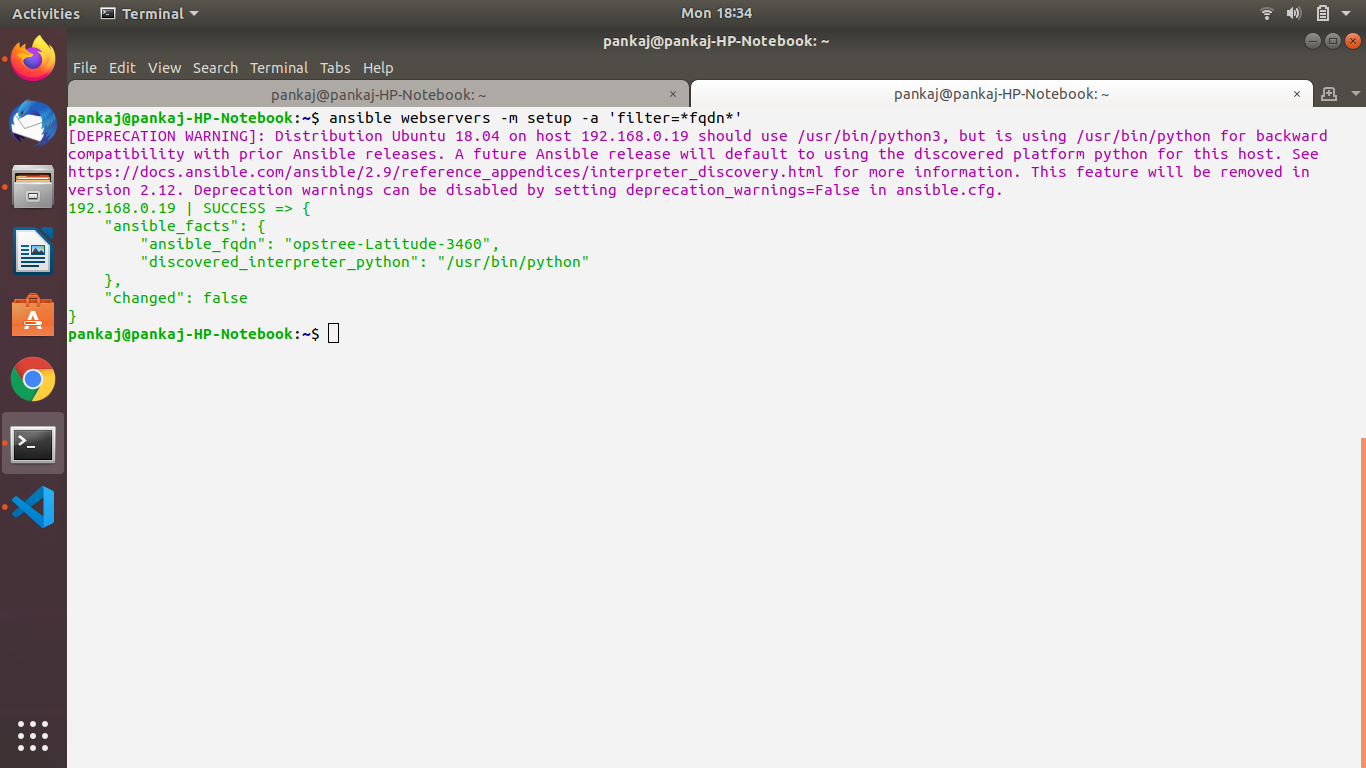 Activities Terminal Mon 18:34
pankaj@pankaj-HP-Notebook: ~
File Edit View Search Terminal Tabs Help
pankaj@pankaj-HP-Notebook: ~ × pankaj@pankaj-HP-Notebook: ~ ×
pankaj@pankaj-HP-Notebook:~$ ansible webservers -m setup -a 'filter=*fqdn*'
[DEPRECATION WARNING]: Distribution Ubuntu 18.04 on host 192.168.0.19 should use /usr/bin/python3, but is using /usr/bin/python for backward
compatibility with prior Ansible releases. A future Ansible release will default to using the discovered platform python for this host. See
https://docs.ansible.com/ansible/2.9/reference_appendices/interpreter_discovery.html for more information. This feature will be removed in
version 2.12. Deprecation warnings can be disabled by setting deprecation_warnings=False in ansible.cfg.
192.168.0.19 | SUCCESS => {
    "ansible_facts": {
        "ansible_fqdn": "opstree-Latitude-3460",
        "discovered_interpreter_python": "/usr/bin/python"
    },
    "changed": false
}
pankaj@pankaj-HP-Notebook:~$